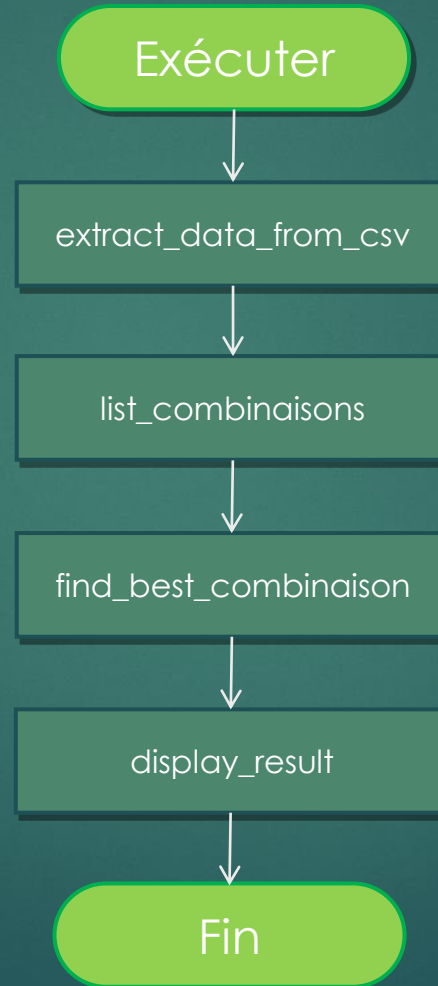 Exécuter
extract_data_from_csv
list_combinaisons
find_best_combinaison
display_result
Fin